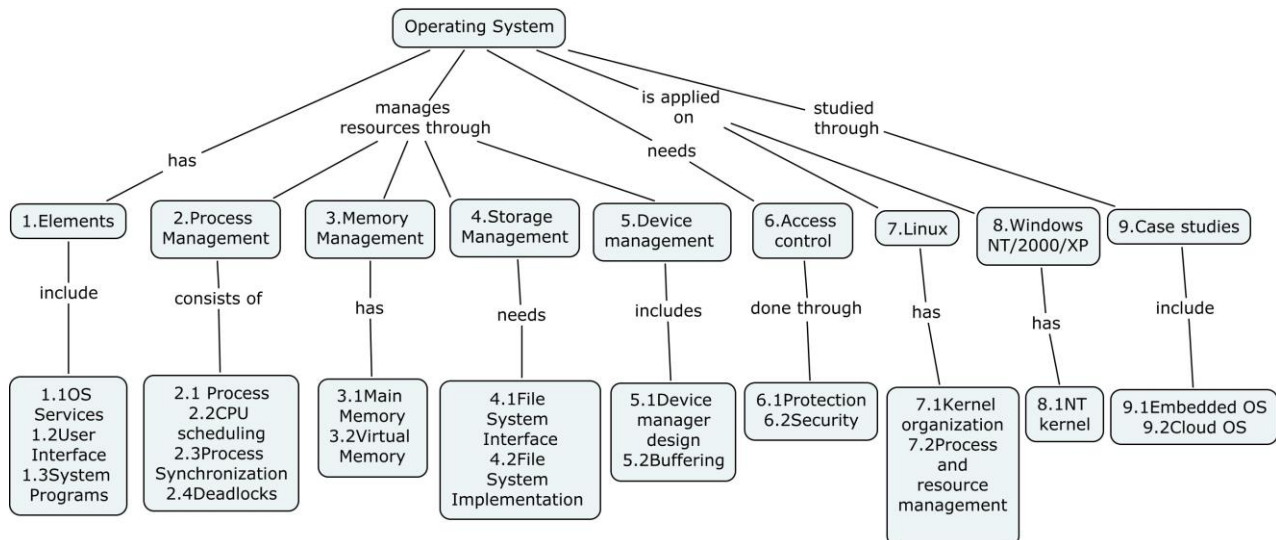 Operating System
is applied
on
studied
through
manages
resources through
needs
has
1.Elements
2.Process
Management
3.Memory
Management
4.Storage
Management
5.Device
management
6.Access
control
7.Linux
8.Windows
NT/2000/XP
9.Case studies
include
consists of
has
needs
includes
done through
has
has
include
1.1OS
Services
1.2User
Interface
1.3System
Programs
2.1 Process
2.2CPU
scheduling
2.3Process
Synchronization
2.4Deadlocks
3.1Main
Memory
3.2Virtual
Memory
4.1File
System
Interface
4.2File
System
Implementation
5.1Device
manager
design
5.2Buffering
6.1Protection
6.2Security
7.1Kernel
organization
7.2Process
and
resource
management
8.1NT
kernel
9.1Embedded OS
9.2Cloud OS